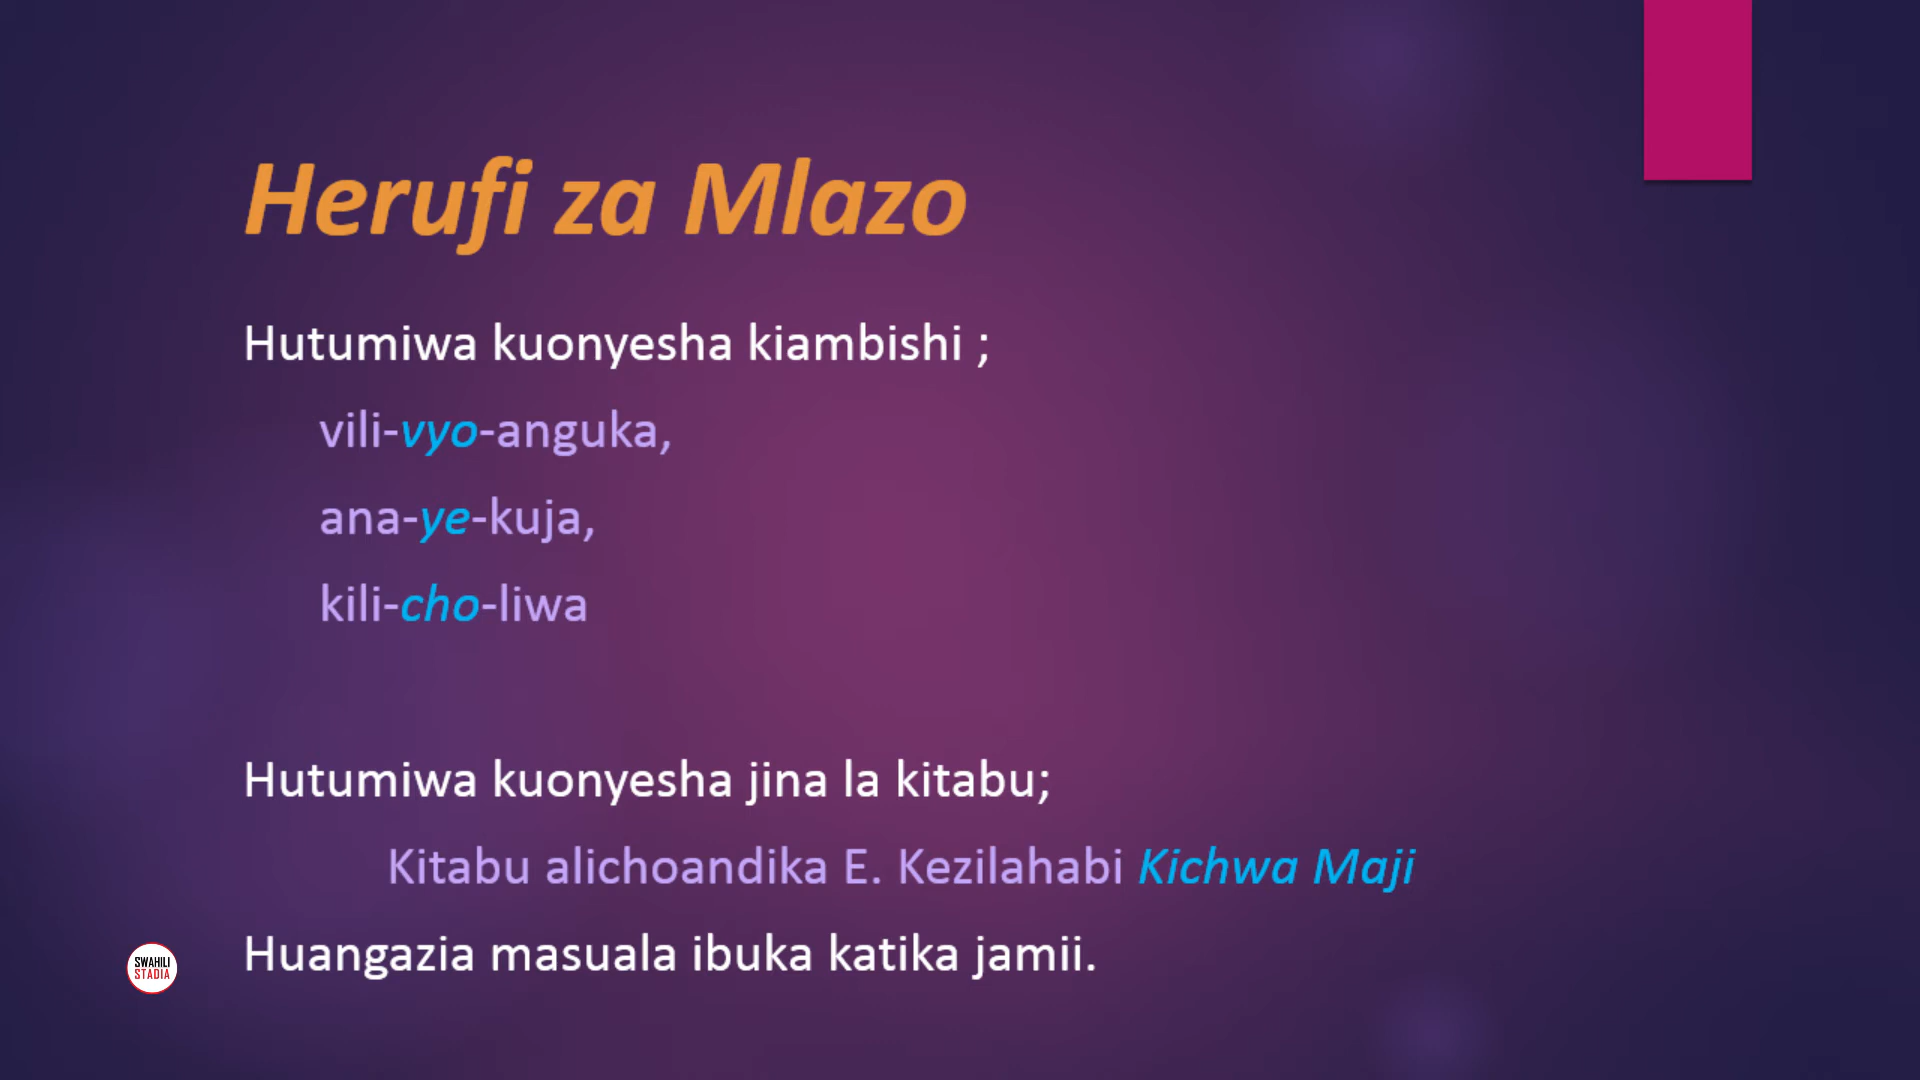 Herufi za Mlazo
Hutumiwa kuonyesha kiambishi ;
vili-vyo-anguka,
ana-ye-kuja,
kili-cho-liwa
Hutumiwa kuonyesha jina la kitabu;
Kitabu alichoandika E. Kezilahabi Kichwa Maji
Huangazia masuala ibuka katika jamii.
SWAHILI
STADIA